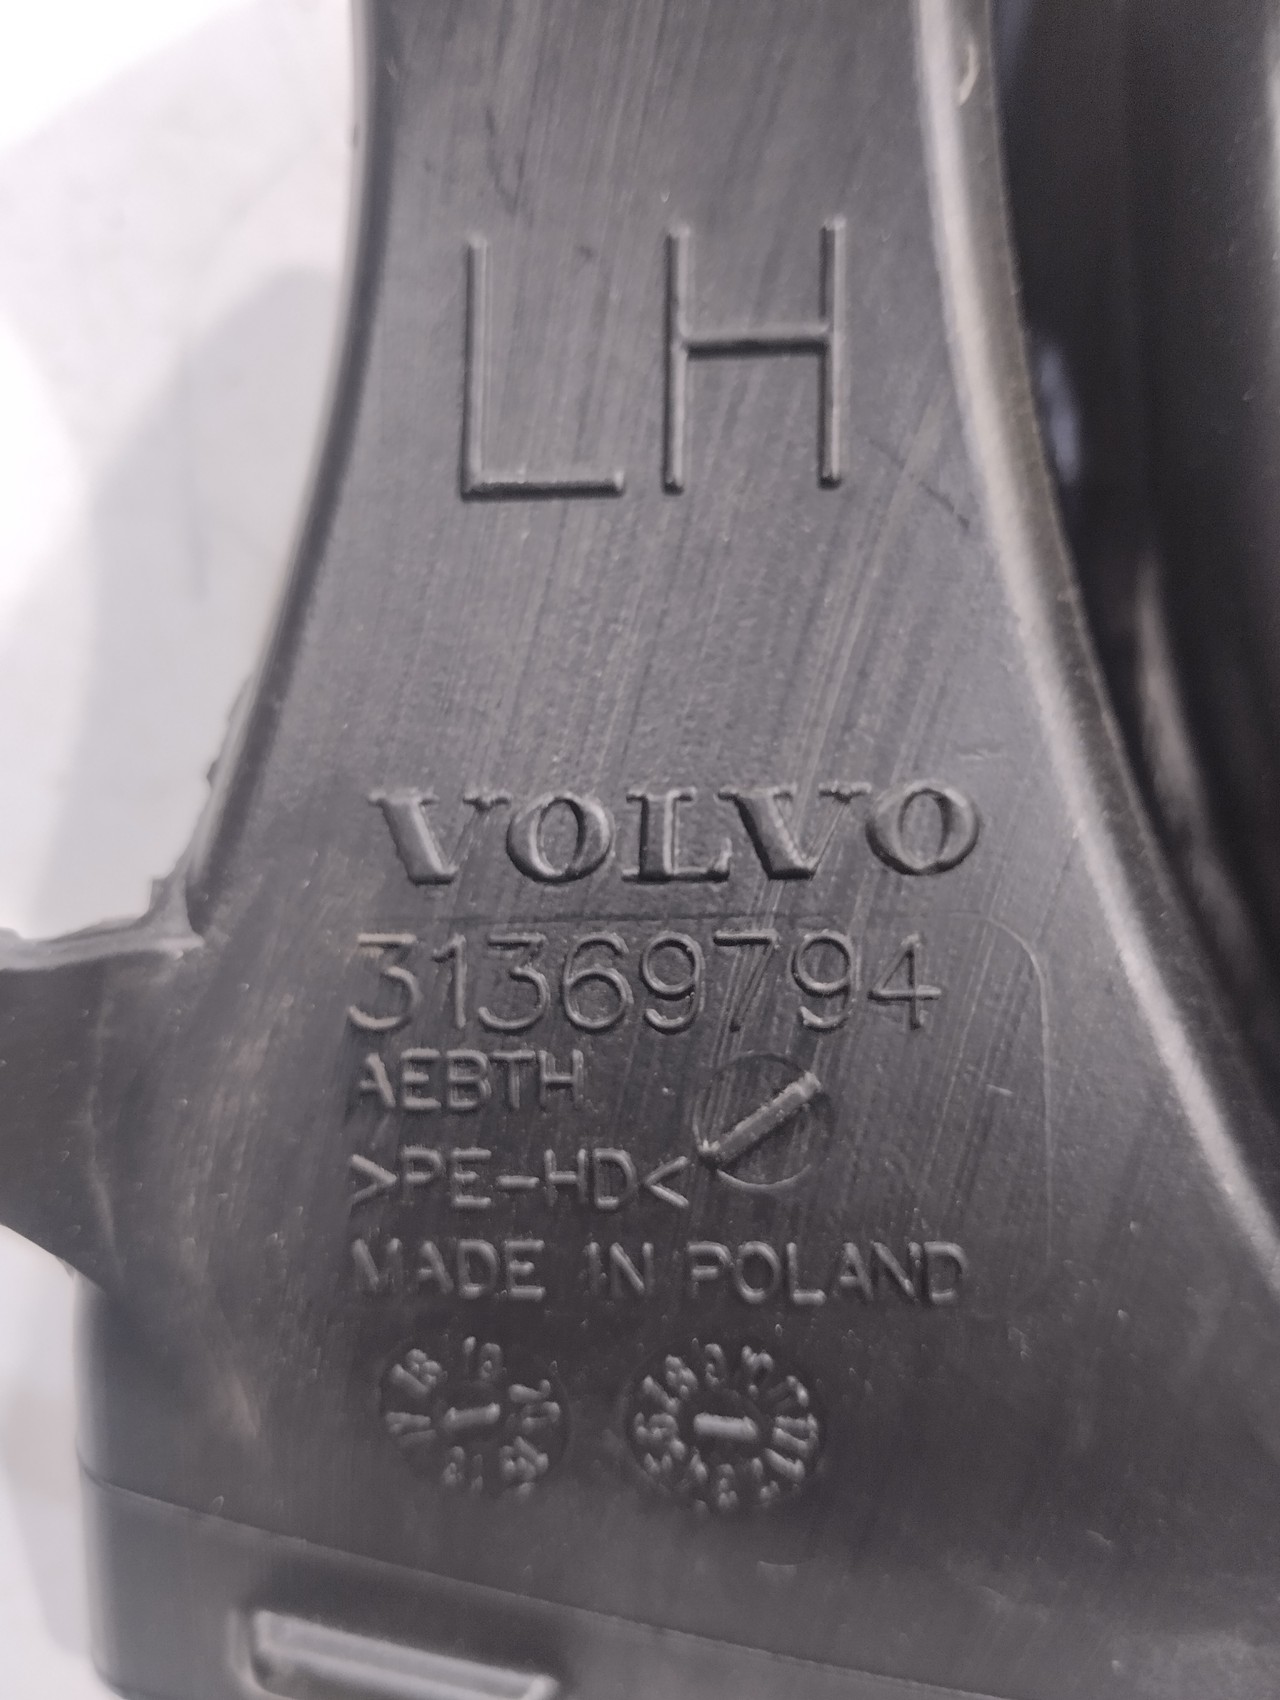 LH
VOLVO
31369794
AEBTH
>PE-HD<
MADE IN POLAND